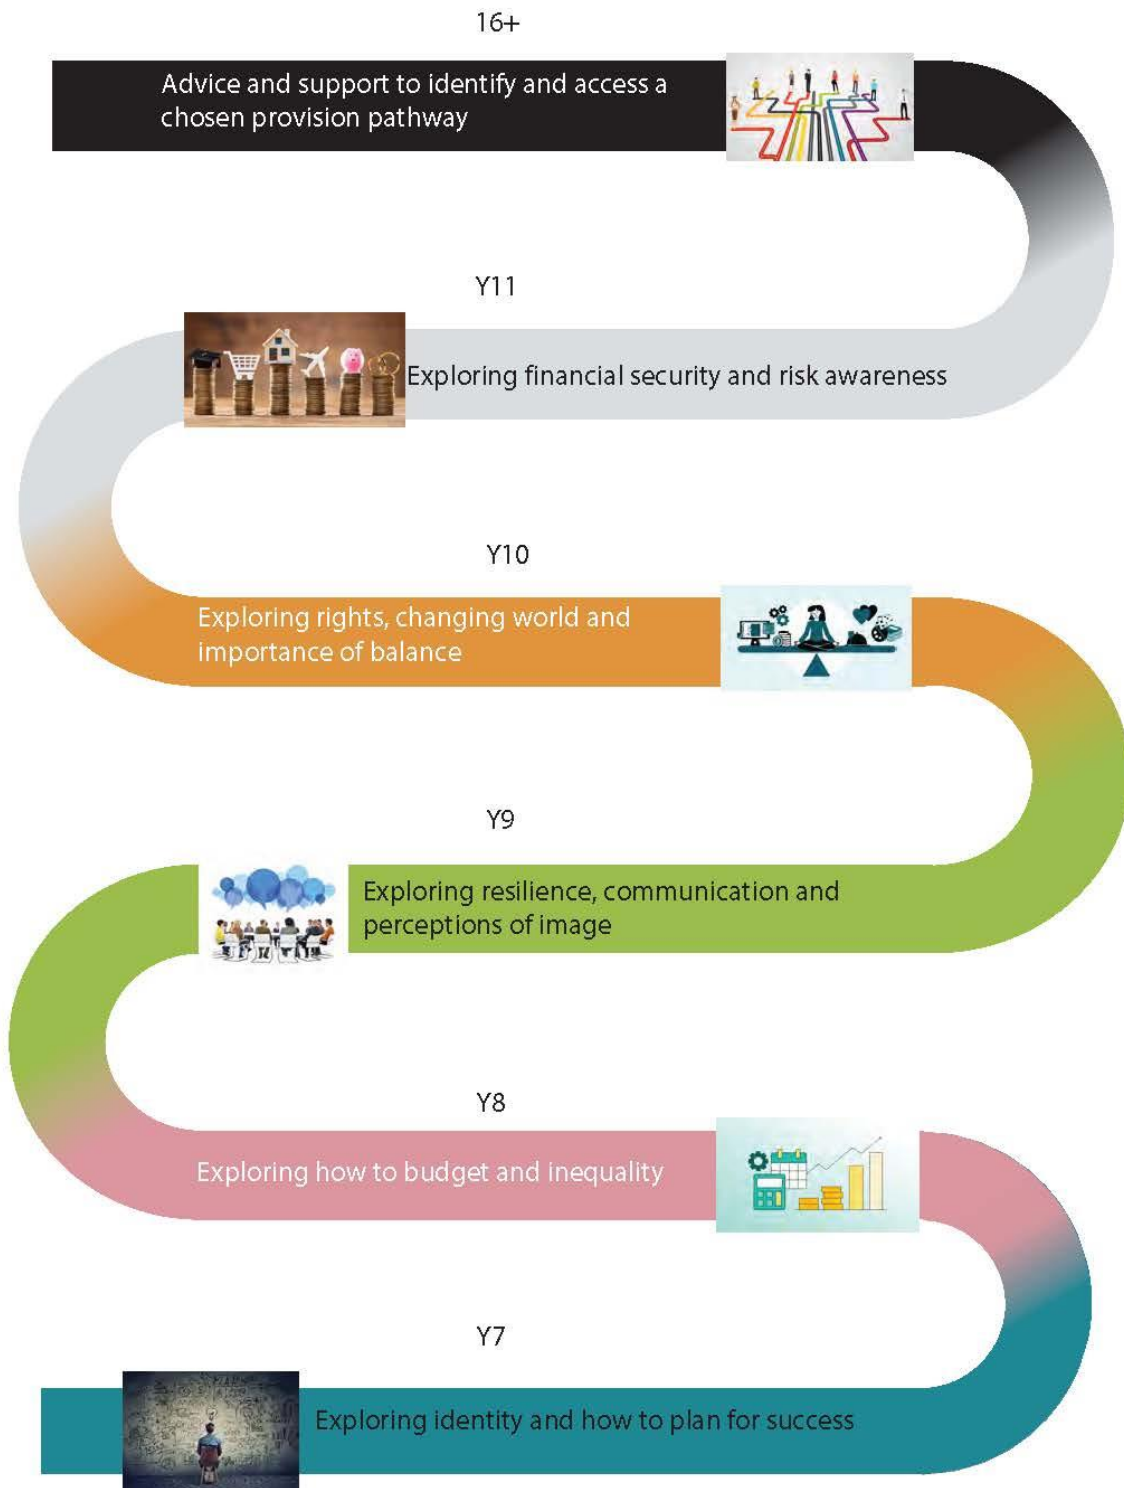 16+
Advice and support to identify and access a
chosen provision pathway
Y11
Exploring financial security and risk awareness
Y10
Exploring rights, changing world and
importance of balance
Y9
Exploring resilience, communication and
perceptions of image
Y8
Exploring how to budget and inequality
Y7
Exploring identity and how to plan for success